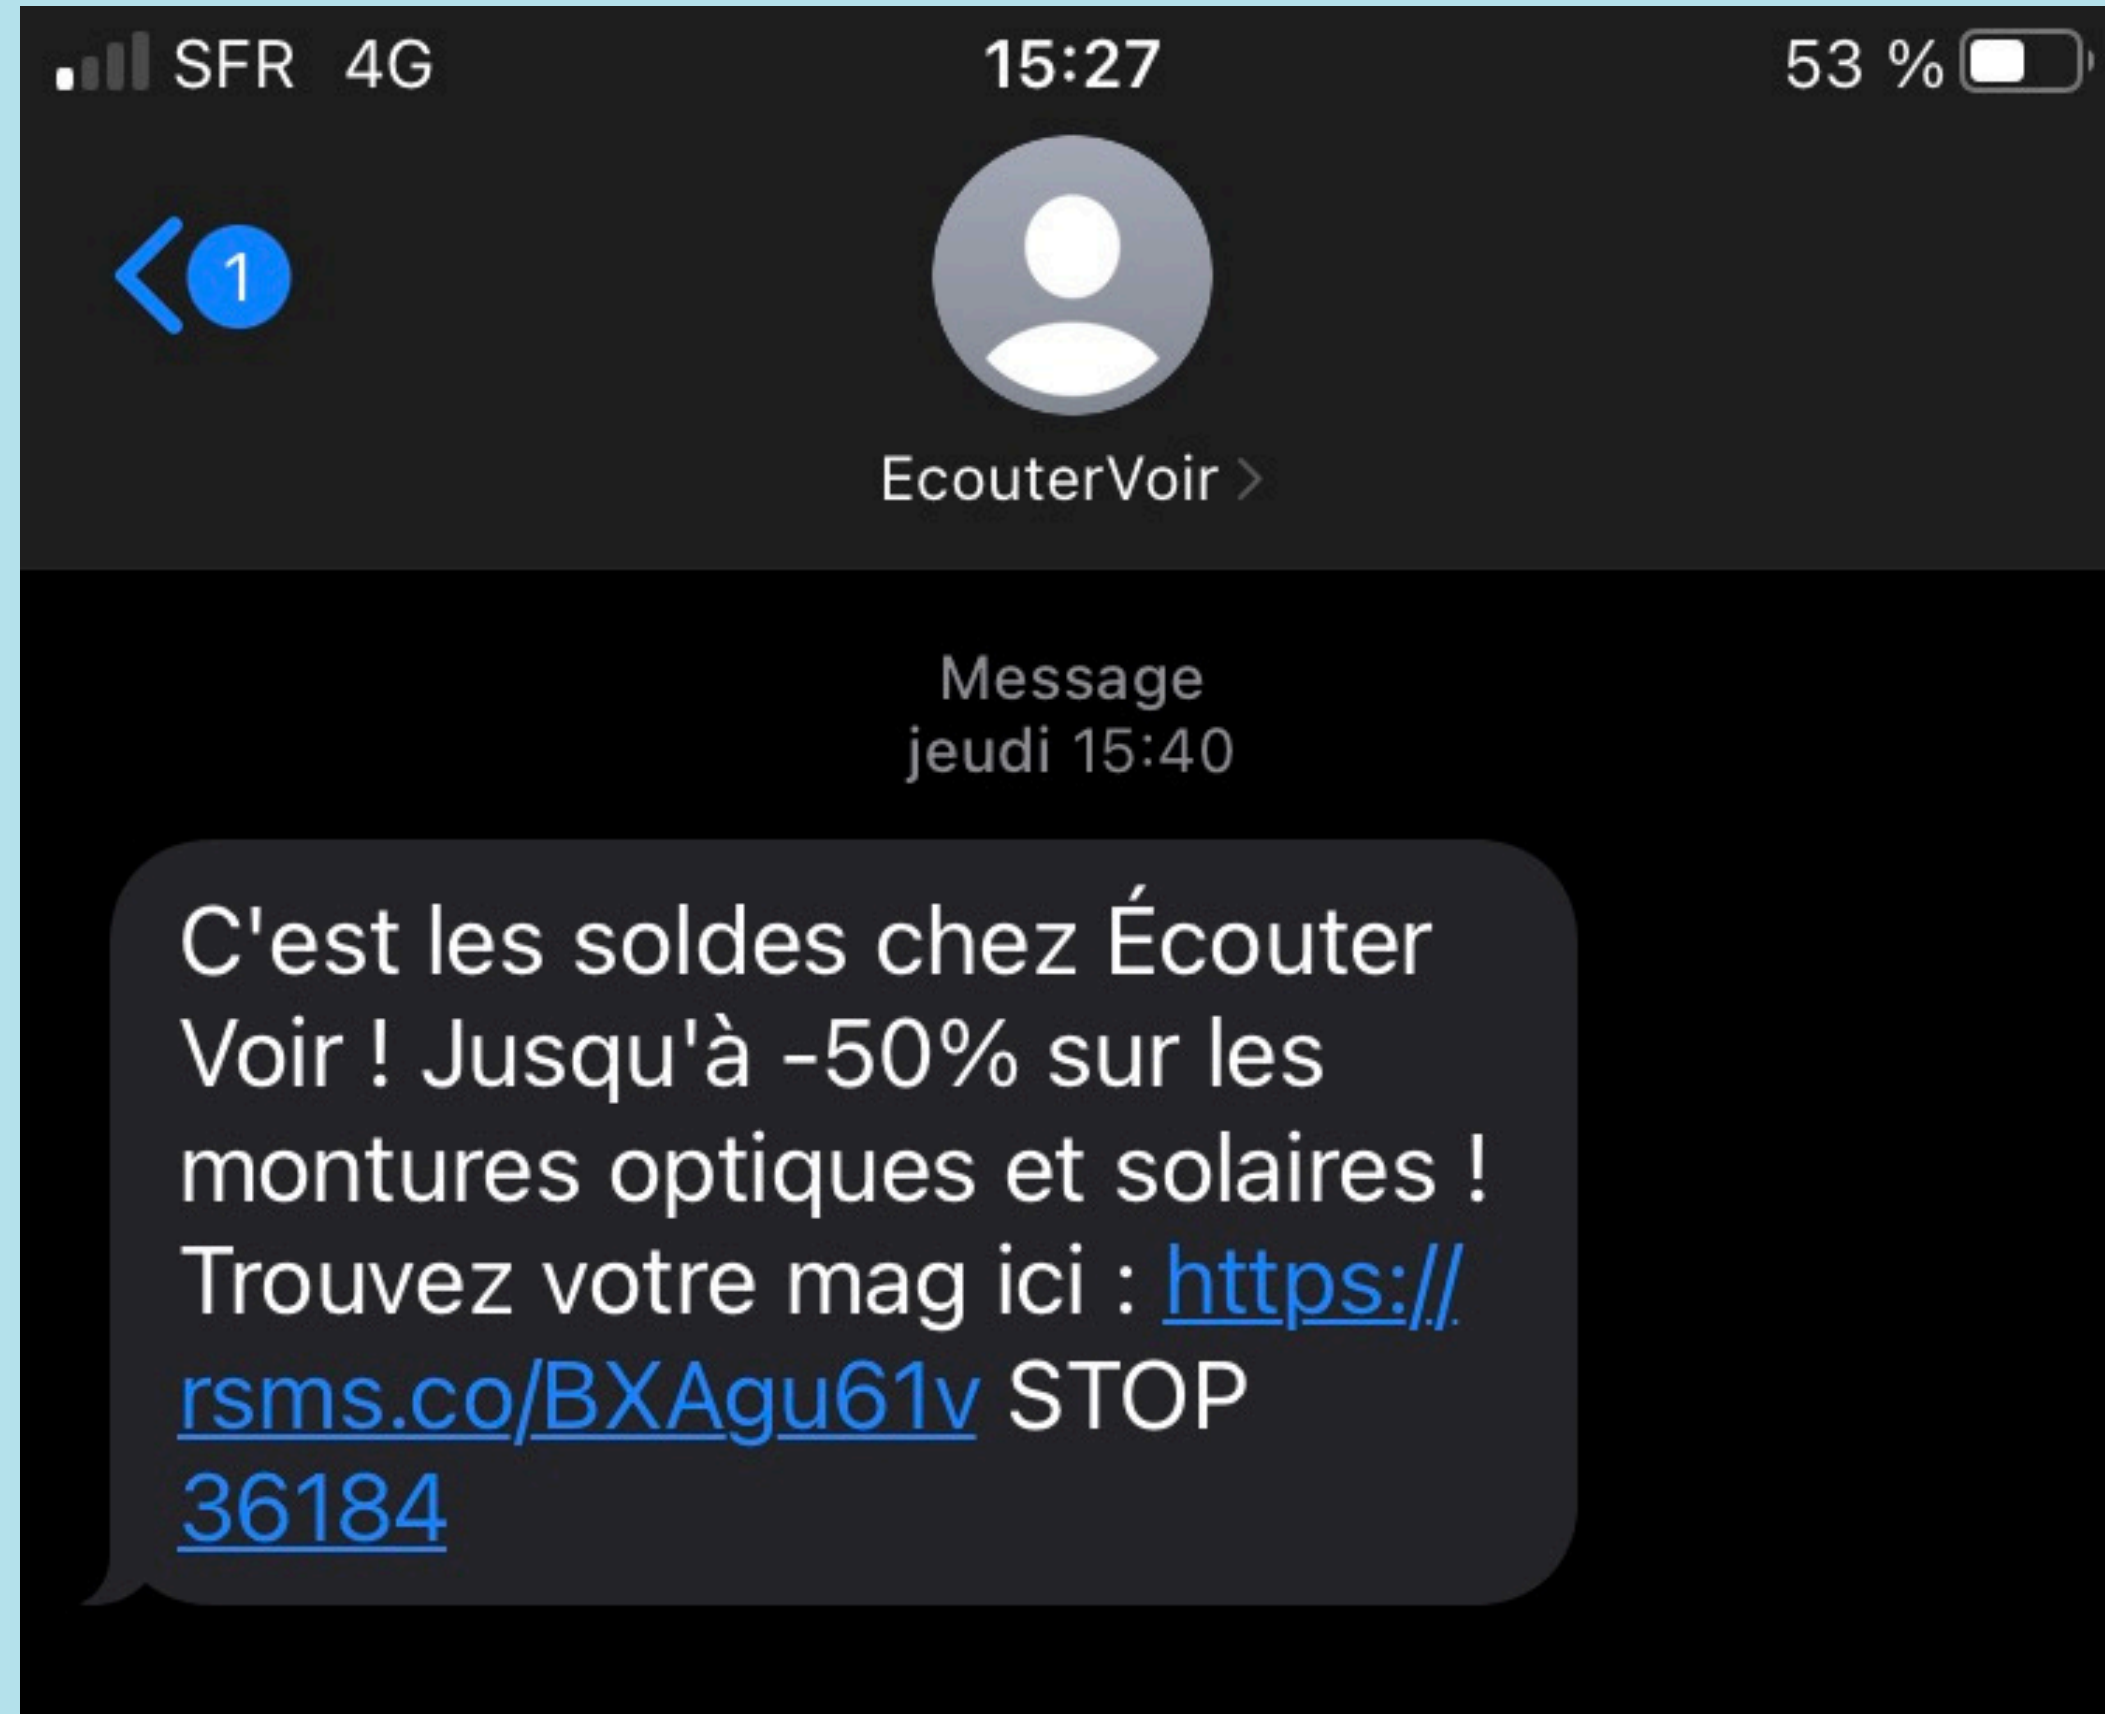 SFR 4G 15:27 53 %
1
EcouterVoir
Message
jeudi 15:40
C'est les soldes chez Écouter
Voir ! Jusqu'à -50% sur les
montures optiques et solaires !
Trouvez votre mag ici : https://
rsms.co/BXAgu61v STOP
36184